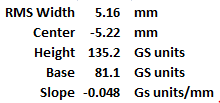 RMS Width 5.16 mm
Center -5.22 mm
Height 135.2 GS units
Base 81.1 GS units
Slope -0.048 Gs units/mm